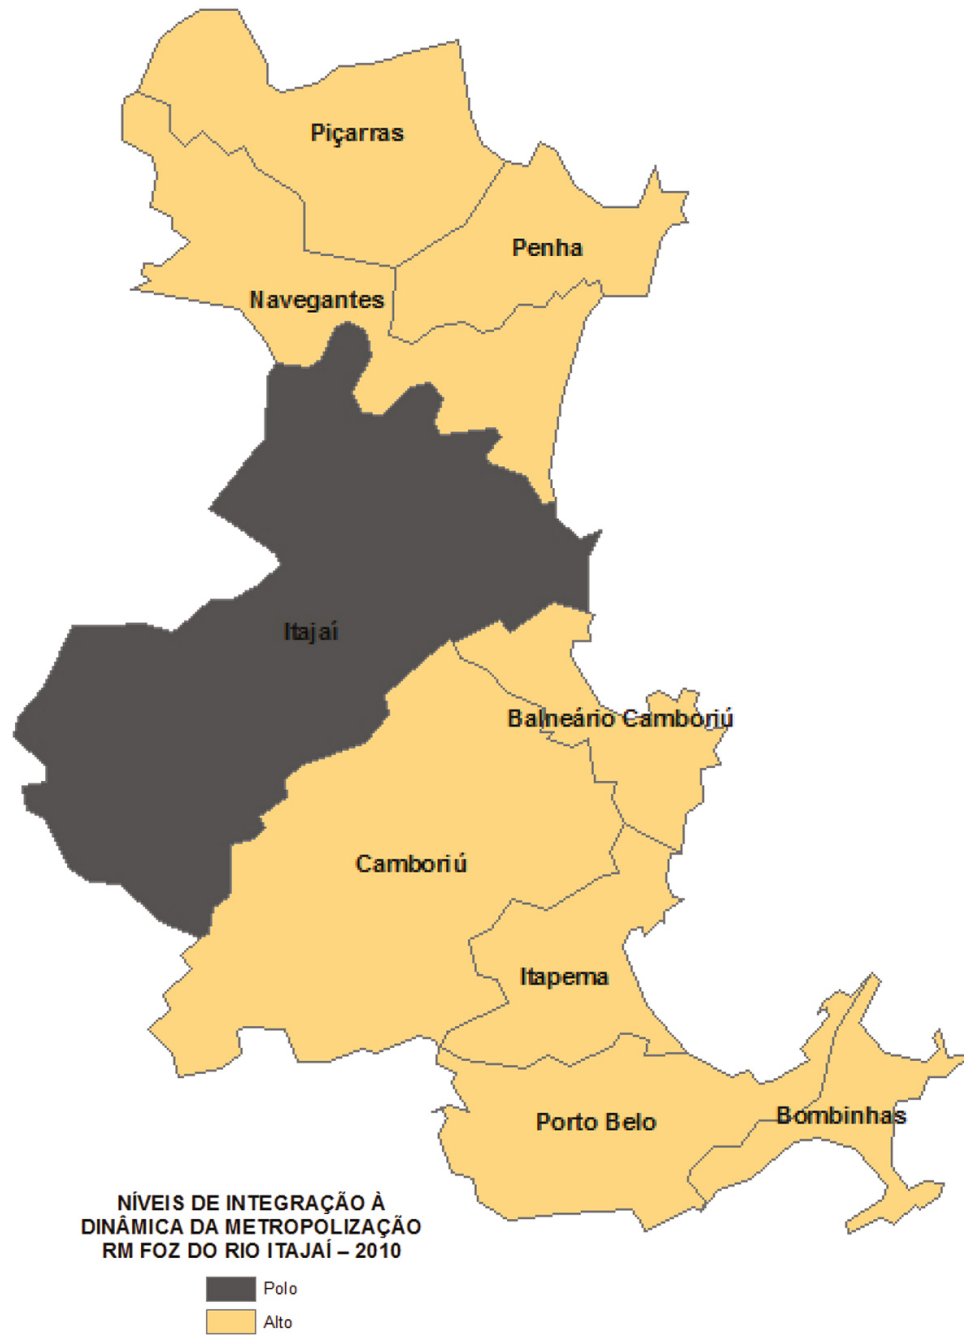 Piçarras
Penha
Navegantes
Itajaí
Balneário Camboriú
Camboriú
Itapema
Porto Belo
Bombinhas
NÍVEIS DE INTEGRAÇÃO À
DINÂMICA DA METROPOLIZAÇÃO
RM FOZ DO RIO ITAJAÍ – 2010
Polo
Alto